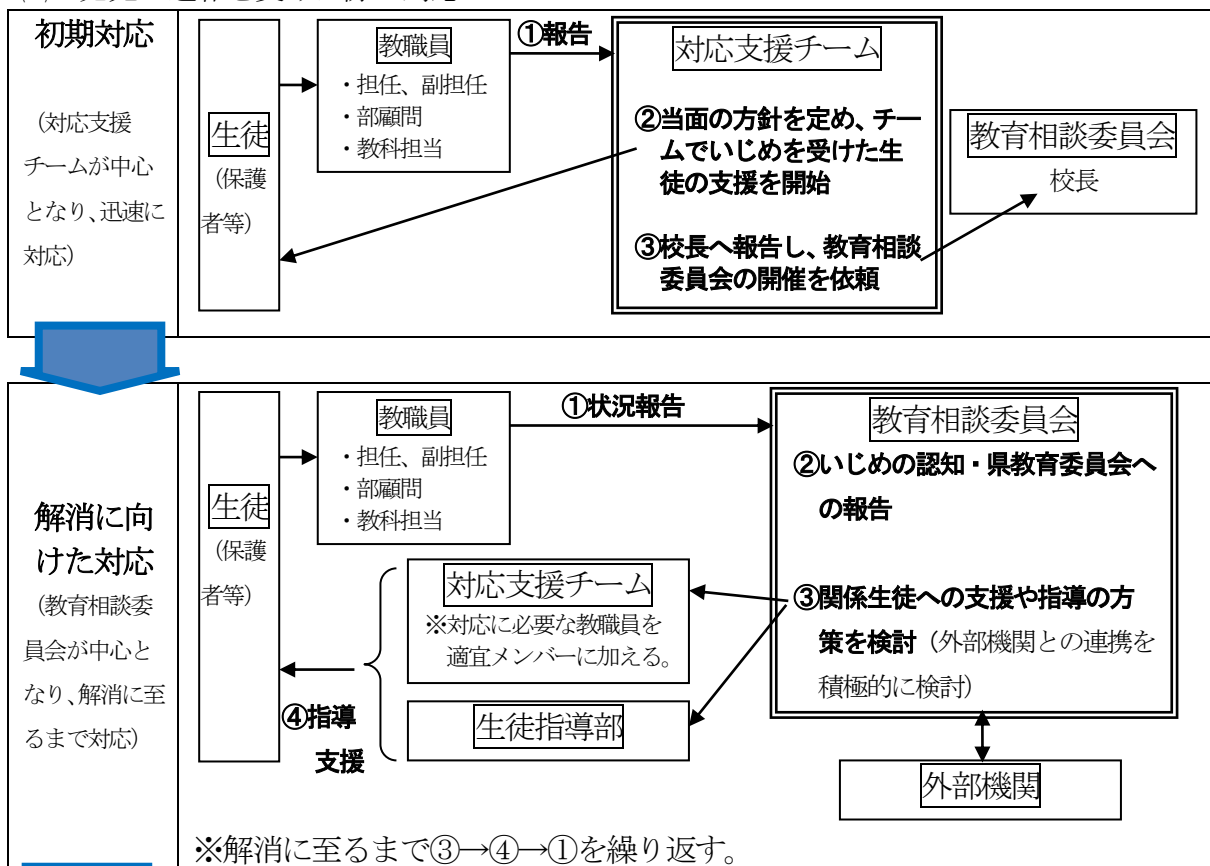 初期対応
（対応支援
チームが中心
となり、迅速に
対応）
生徒
（保護
者等）
教職員
・担任、副担任
・部顧問
・教科担当
①報告
対応支援チーム
②当面の方針を定め、チー
ムでいじめを受けた生
徒の支援を開始
③校長へ報告し、教育相談
委員会の開催を依頼
教育相談委員会
校長
解消に向
けた対応
（教育相談委
員会が中心と
なり、解消に至
るまで対応）
生徒
（保護
者等）
教職員
・担任、副担任
・部顧問
・教科担当
①状況報告
教育相談委員会
②いじめの認知・県教育委員会へ
の報告
③関係生徒への支援や指導の方
策を検討（外部機関との連携を
積極的に検討）
対応支援チーム
※対応に必要な教職員を
適宜メンバーに加える。
生徒指導部
④指導
支援
外部機関
※解消に至るまで③→④→①を繰り返す。